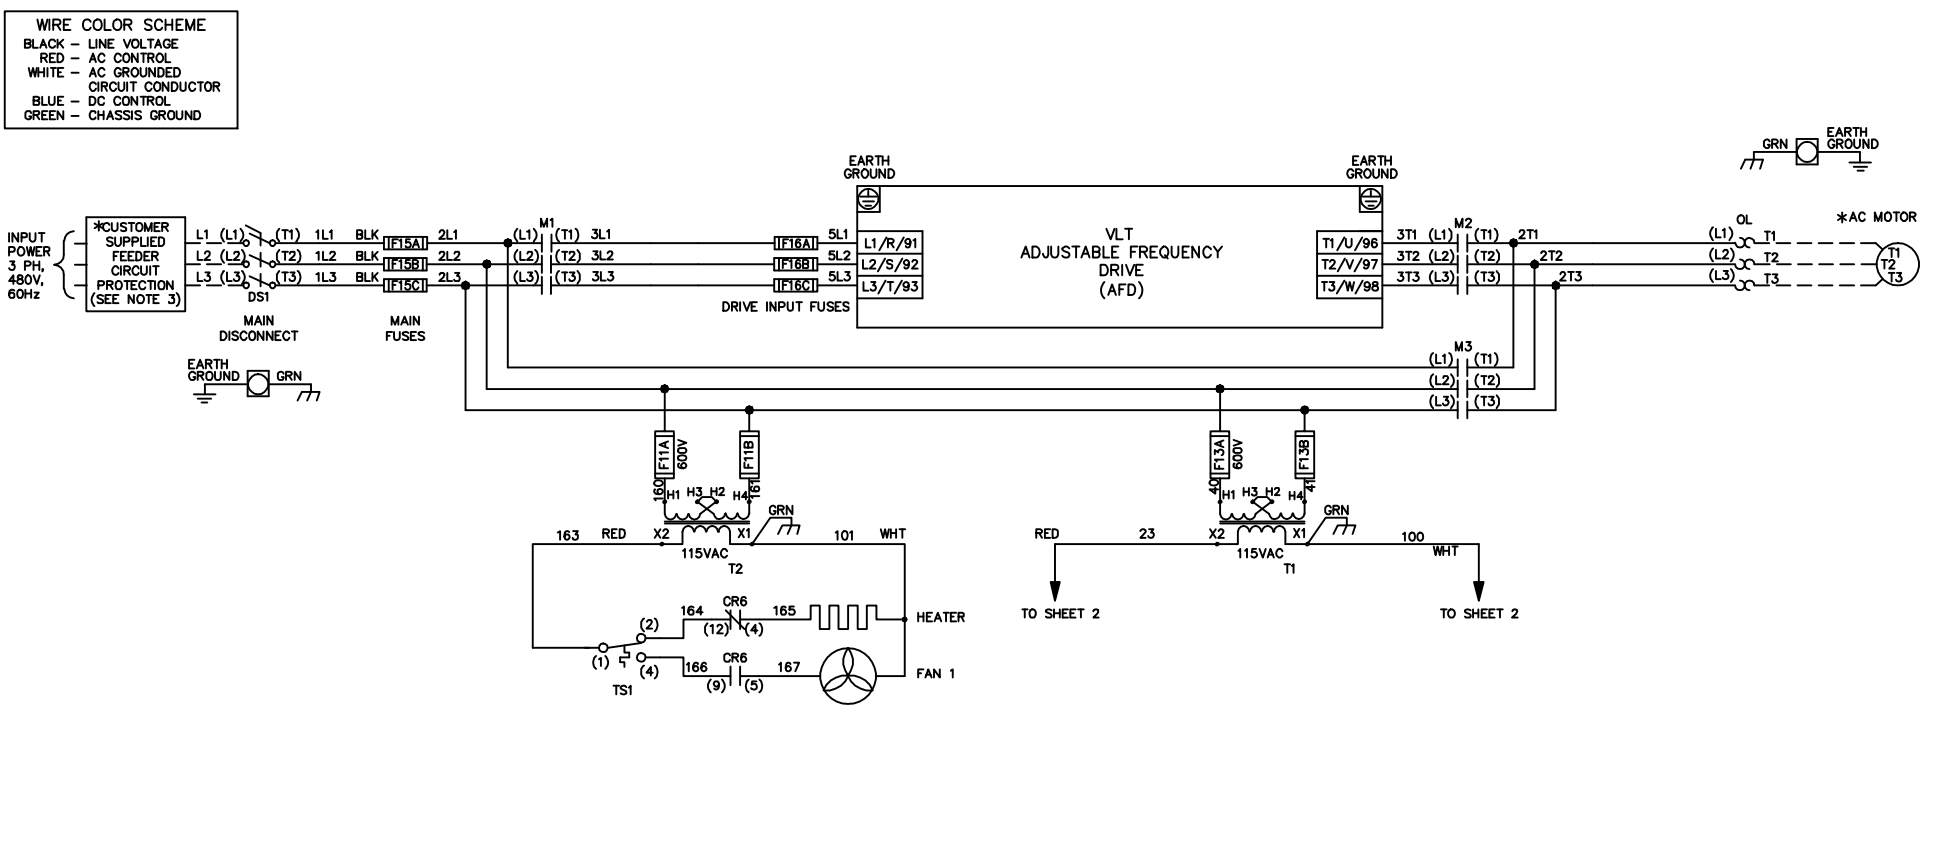 WIRE COLOR SCHEME
BLACK – LINE VOLTAGE
RED – AC CONTROL
WHITE – AC GROUNDED
CIRCUIT CONDUCTOR
BLUE – DC CONTROL
GREEN – CHASSIS GROUND
INPUT
POWER
3 PH,
480V,
60Hz
*CUSTOMER
SUPPLIED
FEEDER
CIRCUIT
PROTECTION
(SEE NOTE 3)
L1 (L1) (T1) 1L1 BLK F15A 2L1 (L1) M1 (T1) 3L1 F16A 5L1 L1/R/91
L2 (L2) (T2) 1L2 BLK F15B 2L2 (L2) (T2) 3L2 F16B 5L2 L2/S/92
L3 (L3) (T3) 1L3 BLK F15C 2L3 (L3) (T3) 3L3 F16C 5L3 L3/T/93
DS1
MAIN
DISCONNECT
MAIN
FUSES
DRIVE INPUT FUSES
EARTH
GROUND
GRN
EARTH
GROUND
EARTH
GROUND
VLT
ADJUSTABLE FREQUENCY
DRIVE
(AFD)
T1/U/96 3T1 (L1) M2 (T1) 2T1 (L1) OL T1
T2/V/97 3T2 (L2) (T2) 2T2 (L2) T2
T3/W/98 3T3 (L3) (T3) 2T3 (L3) T3
GRN
EARTH
GROUND
*AC MOTOR
T1
T2
T3
M3
(L1) (T1)
(L2) (T2)
(L3) (T3)
F11A 600V F11B
160 H1 H3 H2 H4 161
GRN
163 RED X2 X1 101 WHT
115VAC
T2
F13A 600V F13B
40 H1 H3 H2 H4 41
GRN
RED 23 X2 X1 100 WHT
115VAC
T1
TO SHEET 2
TO SHEET 2
CR6
164 165
(12) (4)
HEATER
(2)
(1)
(4)
TS1
CR6
166 167
(9) (5)
FAN 1